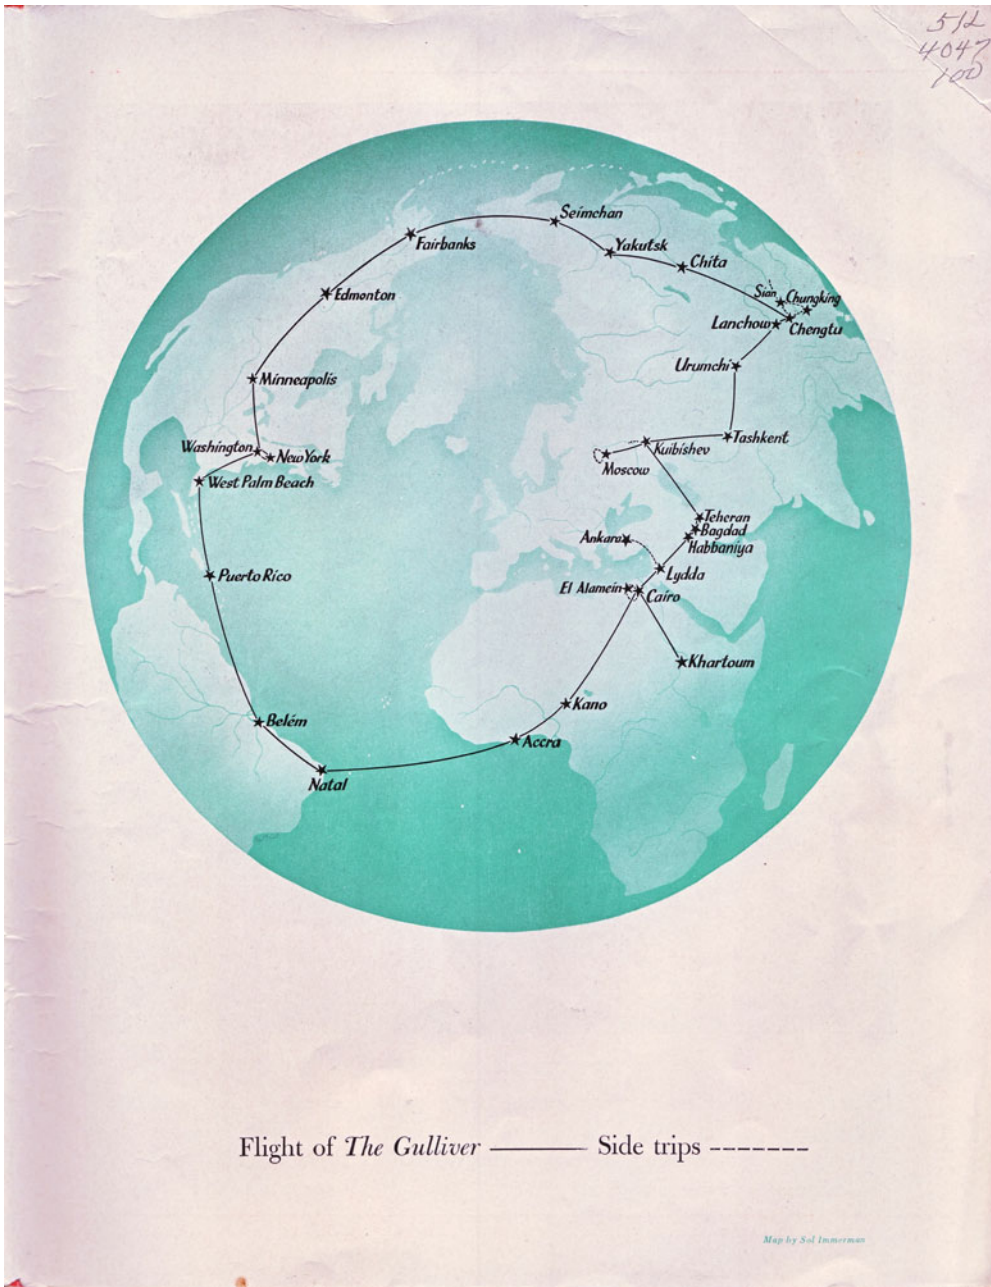 512
4047
100
Seimchan
Fairbanks
Yakutsk
Chita
Edmonton
Sian
Chungking
Lanchow
Chengtu
Urumchi
Minneapolis
Tashkent
Washington
New York
Kuibishev
Moscow
West Palm Beach
Teheran
Bagdad
Ankara
Habbaniya
Puerto Rico
Lydda
El Alamein
Cairo
Khartoum
Kano
Belém
Accra
Natal
Flight of The Gulliver Side trips
Map by Sol Immerman